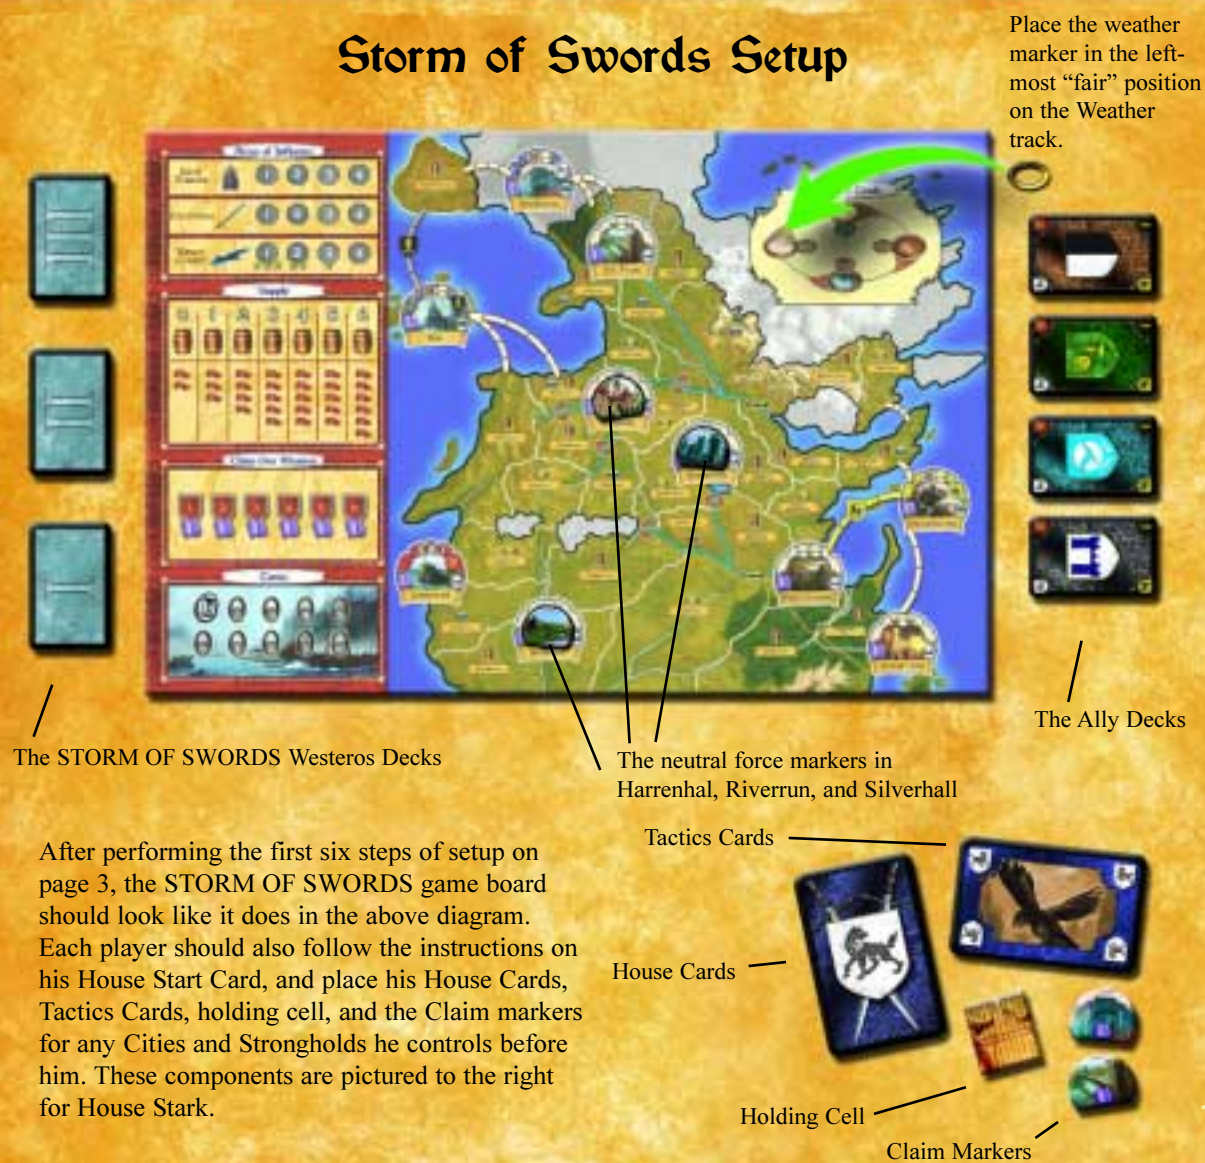 Storm of Swords Setup
Place the weather
marker in the left-
most “fair” position
on the Weather
track.
Supply
The STORM OF SWORDS Westeros Decks
The Ally Decks
The neutral force markers in
Harrenhal, Riverrun, and Silverhall
After performing the first six steps of setup on
page 3, the STORM OF SWORDS game board
should look like it does in the above diagram.
Each player should also follow the instructions on
his House Start Card, and place his House Cards,
Tactics Cards, holding cell, and the Claim markers
for any Cities and Strongholds he controls before
him. These components are pictured to the right
for House Stark.
Tactics Cards
House Cards
Holding Cell
Claim Markers